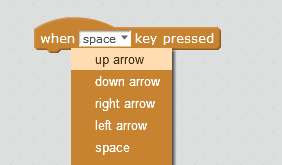 when space key pressed
up arrow
down arrow
right arrow
left arrow
space